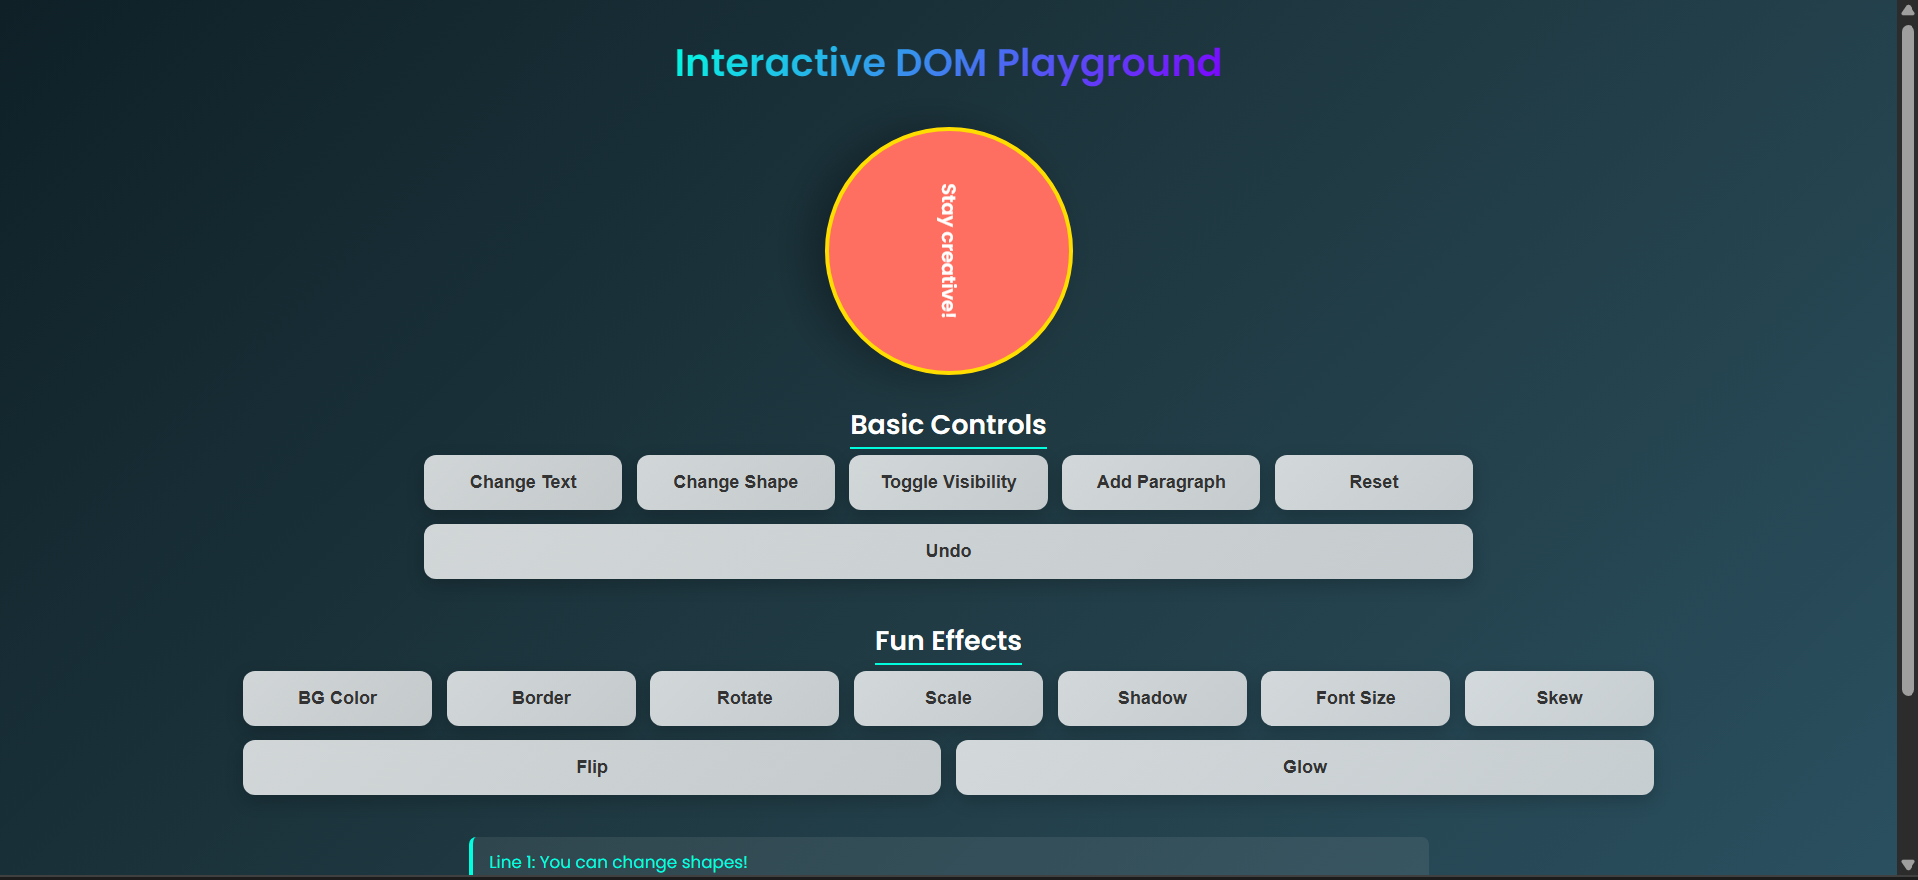 Interactive DOM Playground
Stay creative!
Basic Controls
Change Text
Change Shape
Toggle Visibility
Add Paragraph
Reset
Undo
Fun Effects
BG Color
Border
Rotate
Scale
Shadow
Font Size
Skew
Flip
Glow
Line 1: You can change shapes!